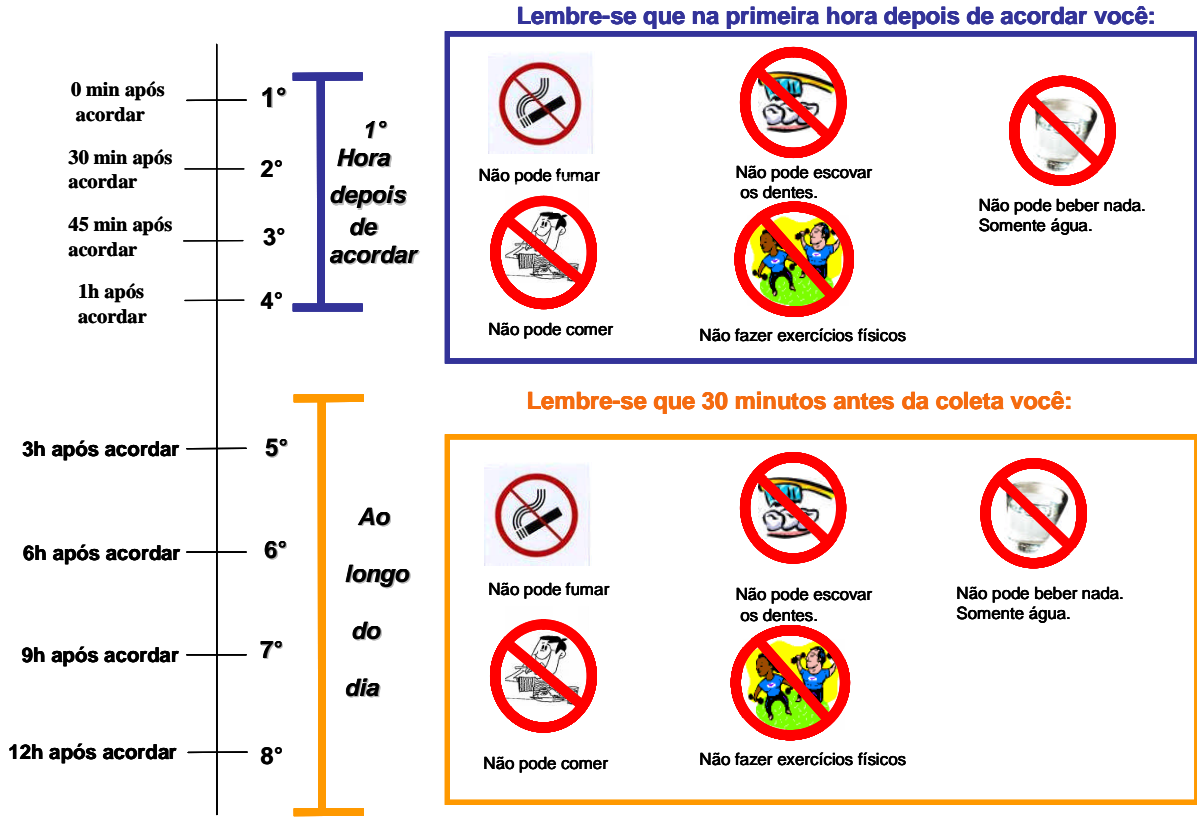 Lembre-se que na primeira hora depois de acordar você:
0 min após
acordar
1°
30 min após
acordar
2°
45 min após
acordar
3°
1h após
acordar
4°
1°
Hora
depois
de
acordar
Não pode fumar
Não pode escovar
os dentes.
Não pode beber nada.
Somente água.
Não pode comer
Não fazer exercícios físicos
Lembre-se que 30 minutos antes da coleta você:
3h após acordar
5°
6h após acordar
6°
9h após acordar
7°
12h após acordar
8°
Ao
longo
do
dia
Não pode fumar
Não pode escovar
os dentes.
Não pode beber nada.
Somente água.
Não pode comer
Não fazer exercícios físicos